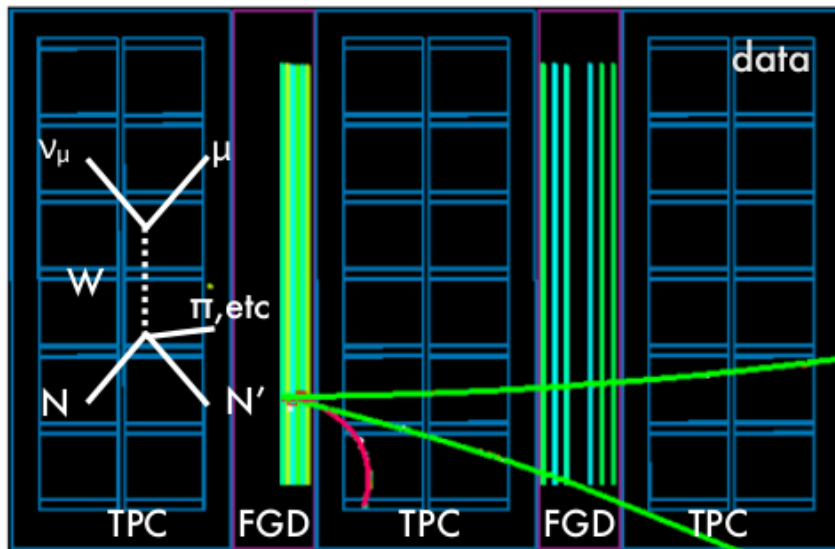 data
νμ
μ
W
π,etc
N
N'
TPC
FGD
TPC
FGD
TPC